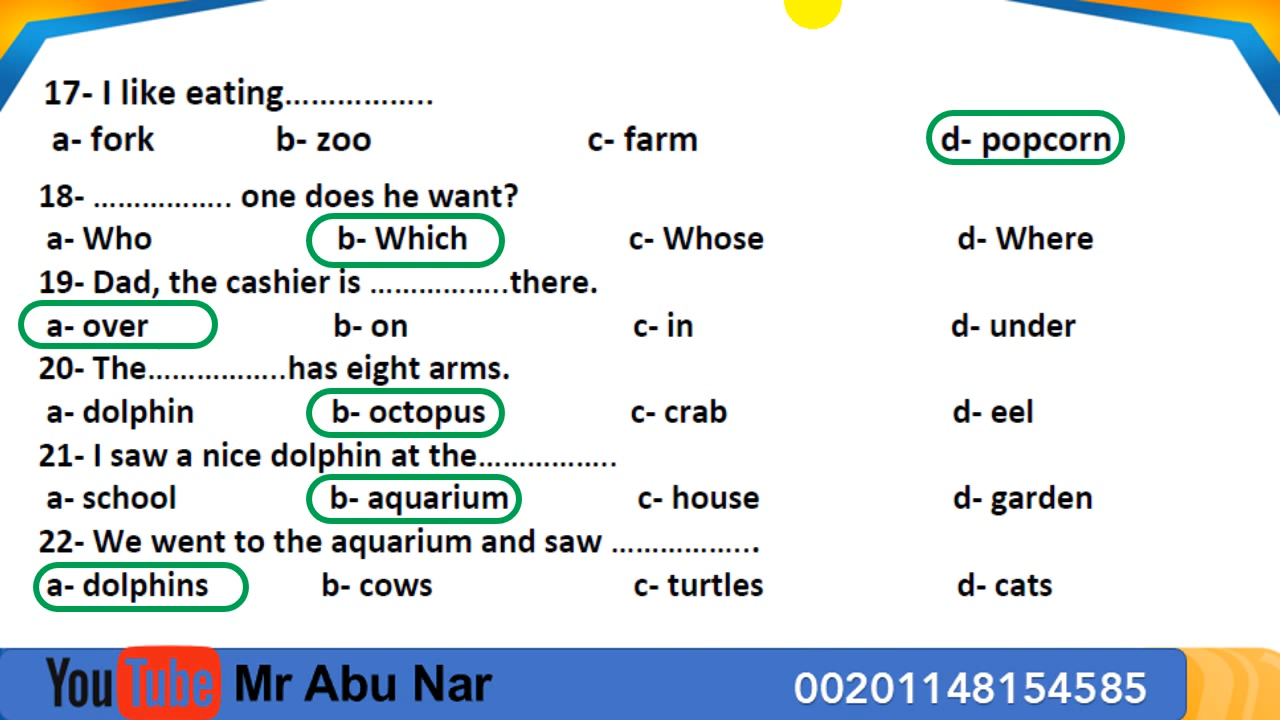 17- I like eating……………..
a- fork b- zoo c- farm d- popcorn
18- …………….. one does he want?
a- Who b- Which c- Whose d- Where
19- Dad, the cashier is ……………..there.
a- over b- on c- in d- under
20- The……………..has eight arms.
a- dolphin b- octopus c- crab d- eel
21- I saw a nice dolphin at the……………..
a- school b- aquarium c- house d- garden
22- We went to the aquarium and saw ……………...
a- dolphins b- cows c- turtles d- cats
YouTube Mr Abu Nar 00201148154585